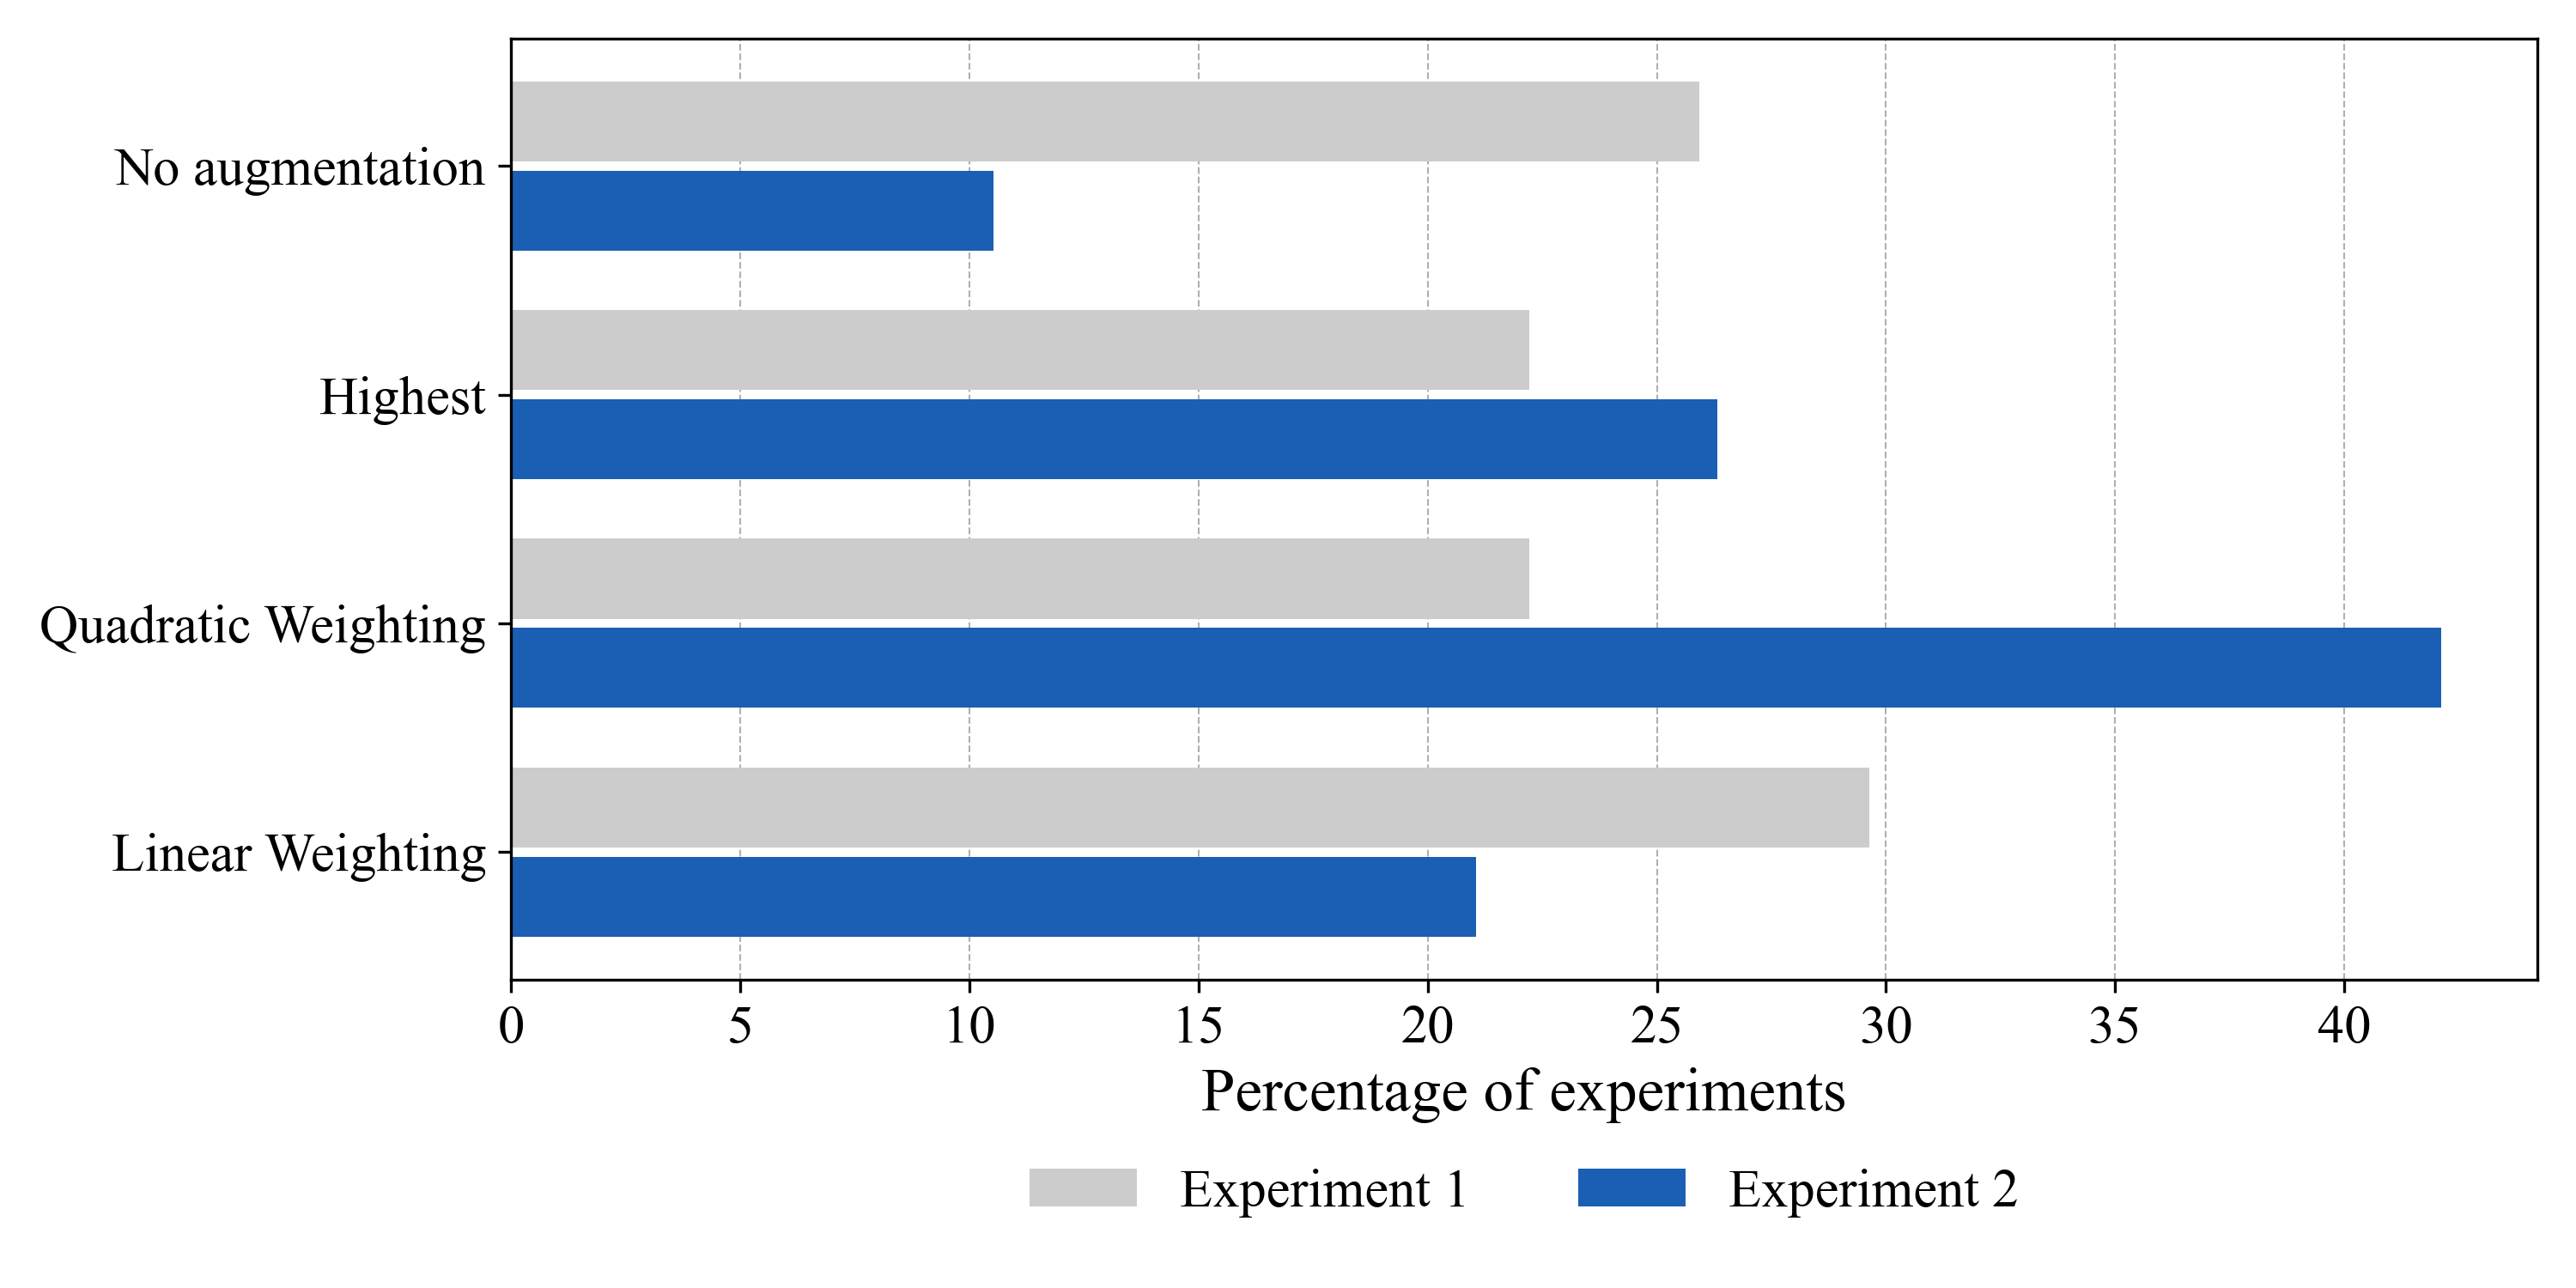 No augmentation
Highest
Quadratic Weighting
Linear Weighting
0 5 10 15 20 25 30 35 40
Percentage of experiments
Experiment 1 Experiment 2